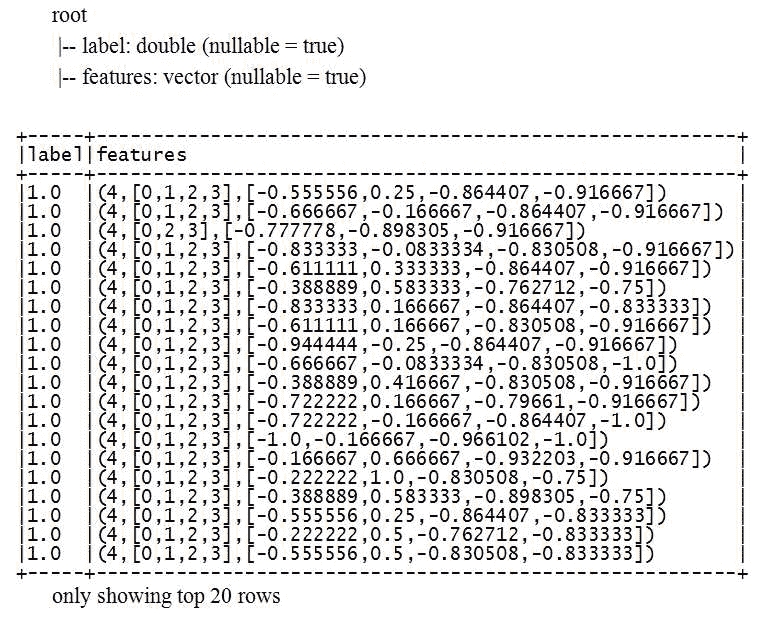 root
|-- label: double (nullable = true)
|-- features: vector (nullable = true)
+-----+---------------------------------------------------------+
|label|features                                                 |
+-----+---------------------------------------------------------+
|1.0  |(4,[0,1,2,3],[-0.555556,0.25,-0.864407,-0.916667])       |
|1.0  |(4,[0,1,2,3],[-0.666667,-0.166667,-0.864407,-0.916667])  |
|1.0  |(4,[0,2,3],[-0.777778,-0.898305,-0.916667])              |
|1.0  |(4,[0,1,2,3],[-0.833333,-0.0833334,-0.830508,-0.916667])|
|1.0  |(4,[0,1,2,3],[-0.611111,0.333333,-0.864407,-0.916667])   |
|1.0  |(4,[0,1,2,3],[-0.388889,0.583333,-0.762712,-0.75])       |
|1.0  |(4,[0,1,2,3],[-0.833333,0.166667,-0.864407,-0.833333])   |
|1.0  |(4,[0,1,2,3],[-0.611111,0.166667,-0.830508,-0.916667])   |
|1.0  |(4,[0,1,2,3],[-0.944444,-0.25,-0.864407,-0.916667])      |
|1.0  |(4,[0,1,2,3],[-0.666667,-0.0833334,-0.830508,-1.0])      |
|1.0  |(4,[0,1,2,3],[-0.388889,0.416667,-0.830508,-0.916667])   |
|1.0  |(4,[0,1,2,3],[-0.722222,0.166667,-0.79661,-0.916667])    |
|1.0  |(4,[0,1,2,3],[-0.722222,-0.166667,-0.864407,-1.0])       |
|1.0  |(4,[0,1,2,3],[-1.0,-0.166667,-0.966102,-1.0])            |
|1.0  |(4,[0,1,2,3],[-0.166667,0.666667,-0.932203,-0.916667])   |
|1.0  |(4,[0,1,2,3],[-0.222222,1.0,-0.830508,-0.75])            |
|1.0  |(4,[0,1,2,3],[-0.388889,0.583333,-0.898305,-0.75])       |
|1.0  |(4,[0,1,2,3],[-0.555556,0.25,-0.864407,-0.833333])       |
|1.0  |(4,[0,1,2,3],[-0.222222,0.5,-0.762712,-0.833333])        |
|1.0  |(4,[0,1,2,3],[-0.555556,0.5,-0.830508,-0.833333])        |
+-----+---------------------------------------------------------+
only showing top 20 rows